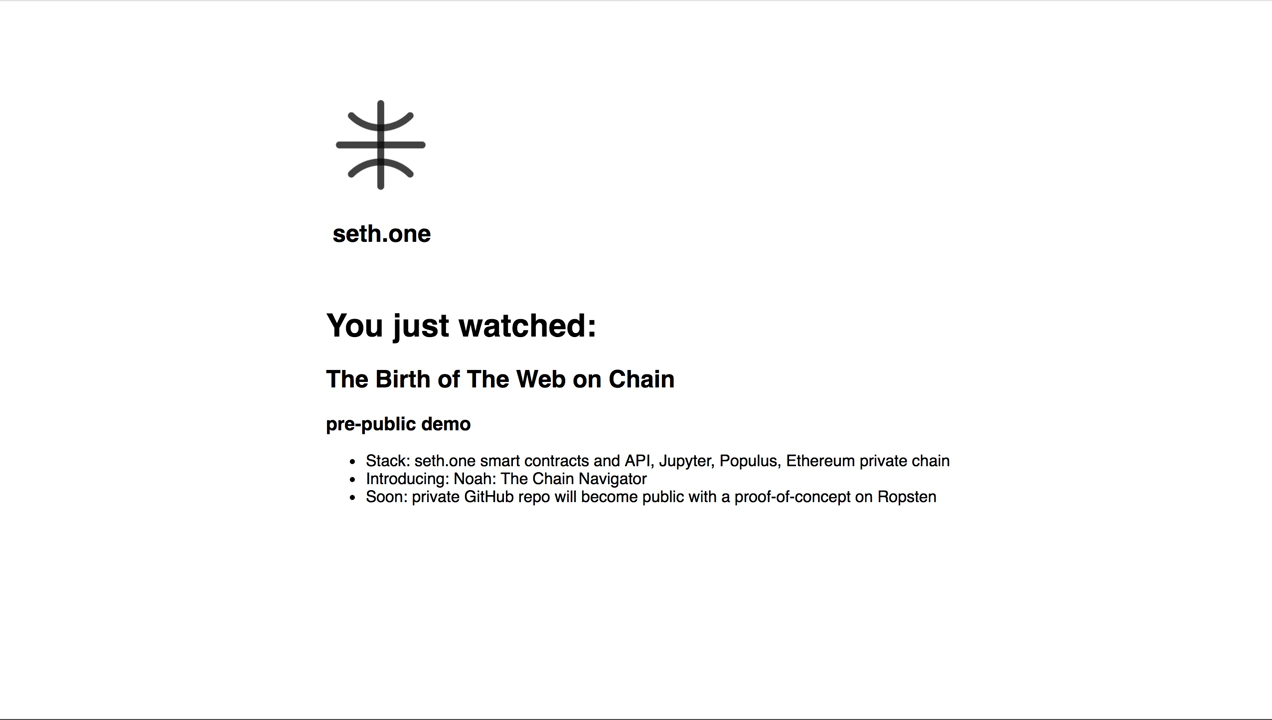 seth.one
You just watched:
The Birth of The Web on Chain
pre-public demo
• Stack: seth.one smart contracts and API, Jupyter, Populus, Ethereum private chain
• Introducing: Noah: The Chain Navigator
• Soon: private GitHub repo will become public with a proof-of-concept on Ropsten